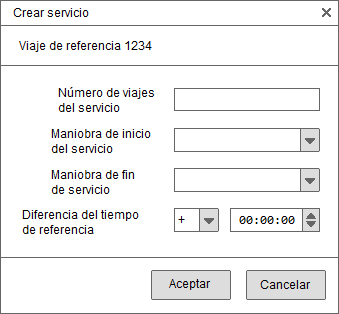 Crear servicio
Viaje de referencia 1234
Número de viajes
del servicio
Maniobra de inicio
del servicio
Maniobra de fin
de servicio
Diferencia del tiempo
de referencia
+
00:00:00
Aceptar
Cancelar